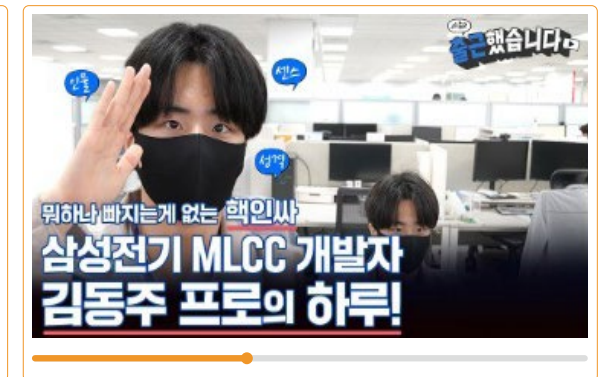 출근했습니다
인물
센스
성격
뭐하나 빠지는게 없는 핵인싸
삼성전기 MLCC 개발자
김동주 프로의 하루!